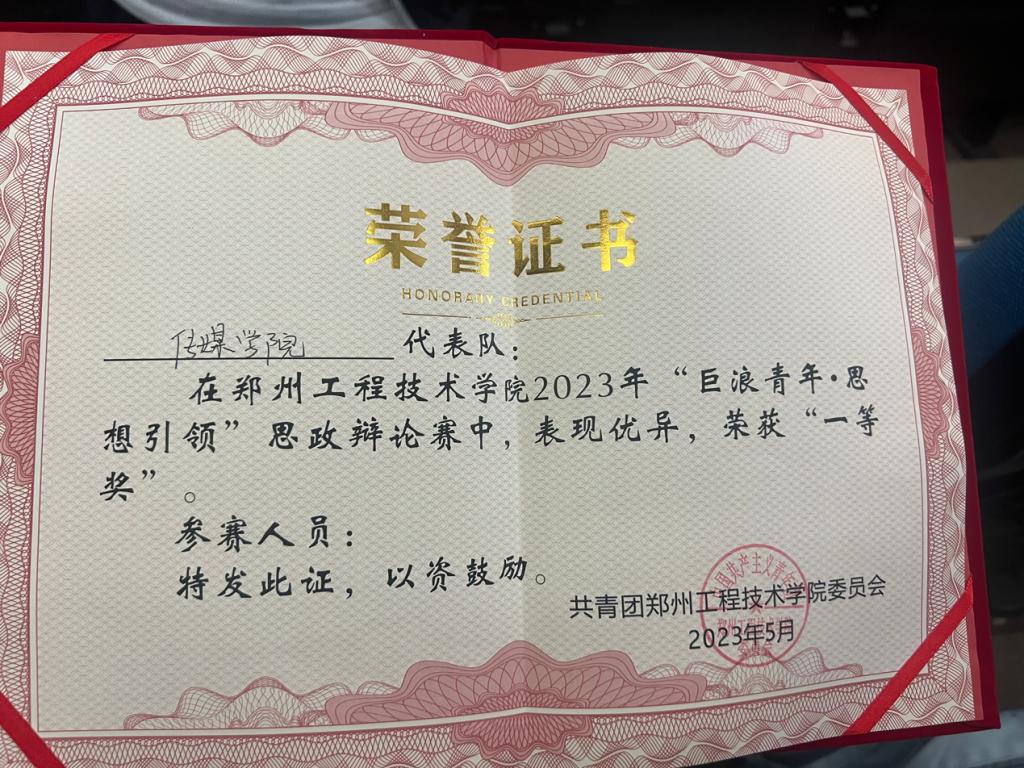 荣誉证书
HONORARY CREDENTIAL
传媒学院 代表队：
在郑州工程技术学院2023年“巨浪青年·思
想引领”思政辩论赛中，表现优异，荣获“一等
奖”。
参赛人员：
特发此证，以资鼓励。
共青团郑州工程技术学院委员会
2023年5月